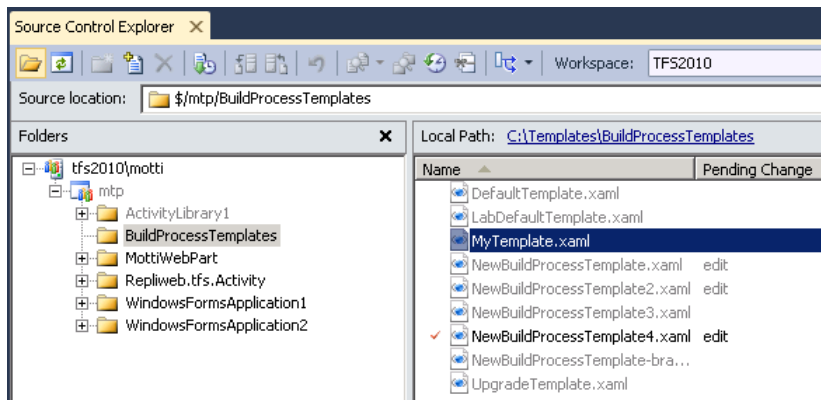 Source Control Explorer
Workspace: TFS2010
Source location: $/mtp/BuildProcessTemplates
Folders
Local Path: C:\Templates\BuildProcessTemplates
tfs2010\motti
mtp
ActivityLibrary1
BuildProcessTemplates
MottiWebPart
Repliweb.tfs.Activity
WindowsFormsApplication1
WindowsFormsApplication2
Name Pending Change
DefaultTemplate.xaml
LabDefaultTemplate.xaml
MyTemplate.xaml
NewBuildProcessTemplate.xaml edit
NewBuildProcessTemplate2.xaml edit
NewBuildProcessTemplate3.xaml
NewBuildProcessTemplate4.xaml edit
NewBuildProcessTemplate-bra...
UpgradeTemplate.xaml